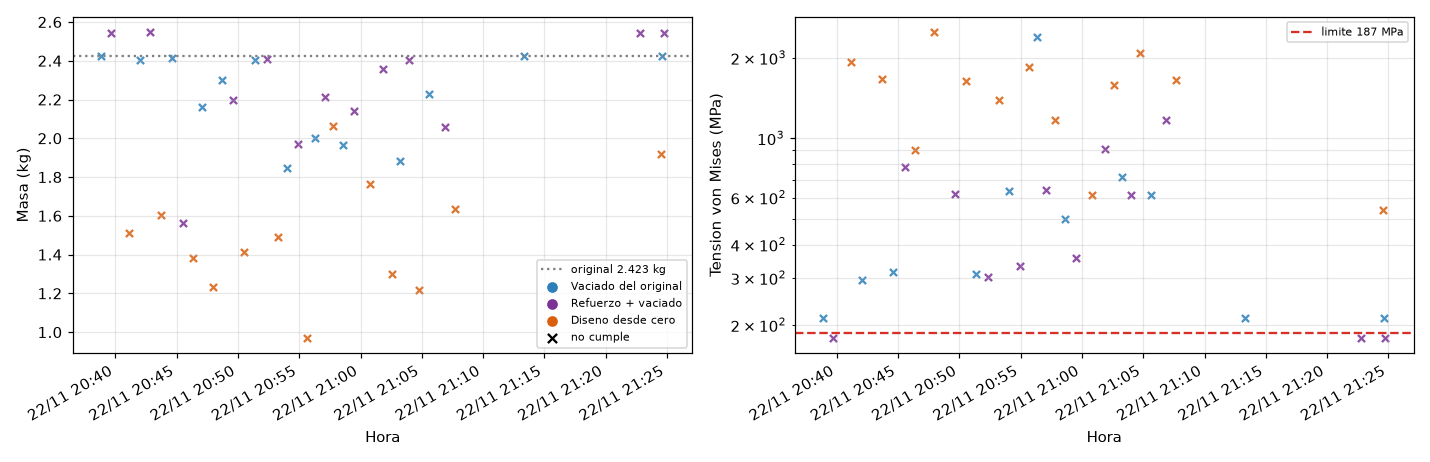 2.6
2.4
2.2
2.0
1.8
1.6
1.4
1.2
1.0
Masa (kg)
original 2.423 kg
Vaciado del original
Refuerzo + vaciado
Diseno desde cero
no cumple
22/11 20:40
22/11 20:45
22/11 20:50
22/11 20:55
22/11 21:00
22/11 21:05
22/11 21:10
22/11 21:15
22/11 21:20
22/11 21:25
Hora
limite 187 MPa
2 × 10³
10³
6 × 10²
4 × 10²
3 × 10²
2 × 10²
Tension von Mises (MPa)
22/11 20:40
22/11 20:45
22/11 20:50
22/11 20:55
22/11 21:00
22/11 21:05
22/11 21:10
22/11 21:15
22/11 21:20
22/11 21:25
Hora